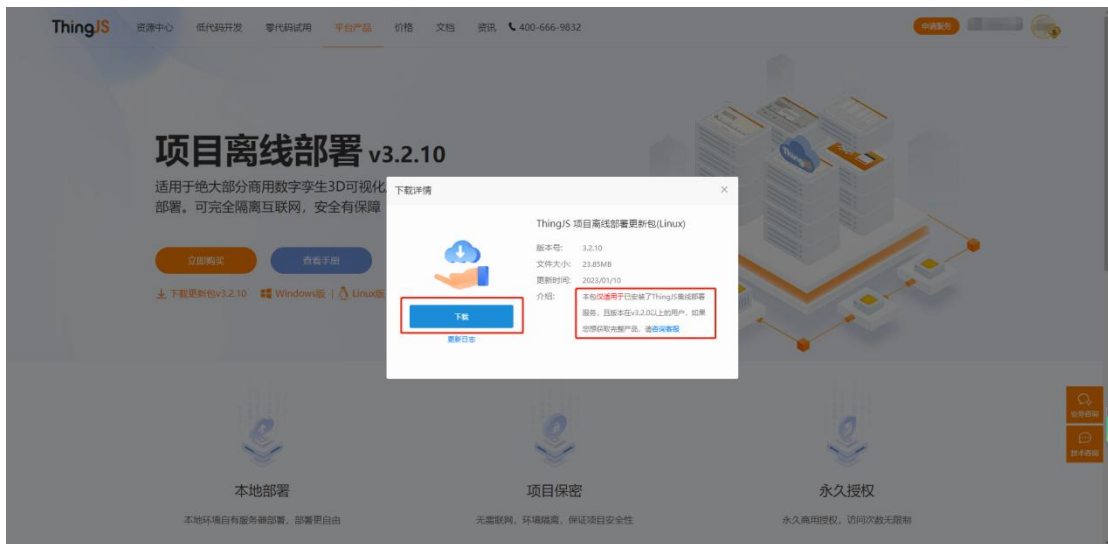 ThingJS
资源中心 低代码开发 零代码试用 平台产品 价格 文档 资讯 400-666-9832 申请服务
项目离线部署 v3.2.10
适用于绝大部分商用数字孪生3D可视化
部署。可完全隔离互联网，安全有保障
立即购买 查看手册
下载更新包v3.2.10 Windows版 | Linux版
下载详情
ThingJS 项目离线部署更新包(Linux)
版本号: 3.2.10
文件大小: 23.85MB
更新时间: 2023/01/10
介绍: 本包仅适用于已安装了ThingJS离线部署
服务，且版本在v3.2.0以上的用户，如果
您想获取完整产品，请咨询客服
下载
更新日志
技术咨询
本地部署 项目保密 永久授权
本地环境自有服务器部署，部署更自由 无需联网，环境隔离，保证项目安全性 永久商用授权，访问次数无限制